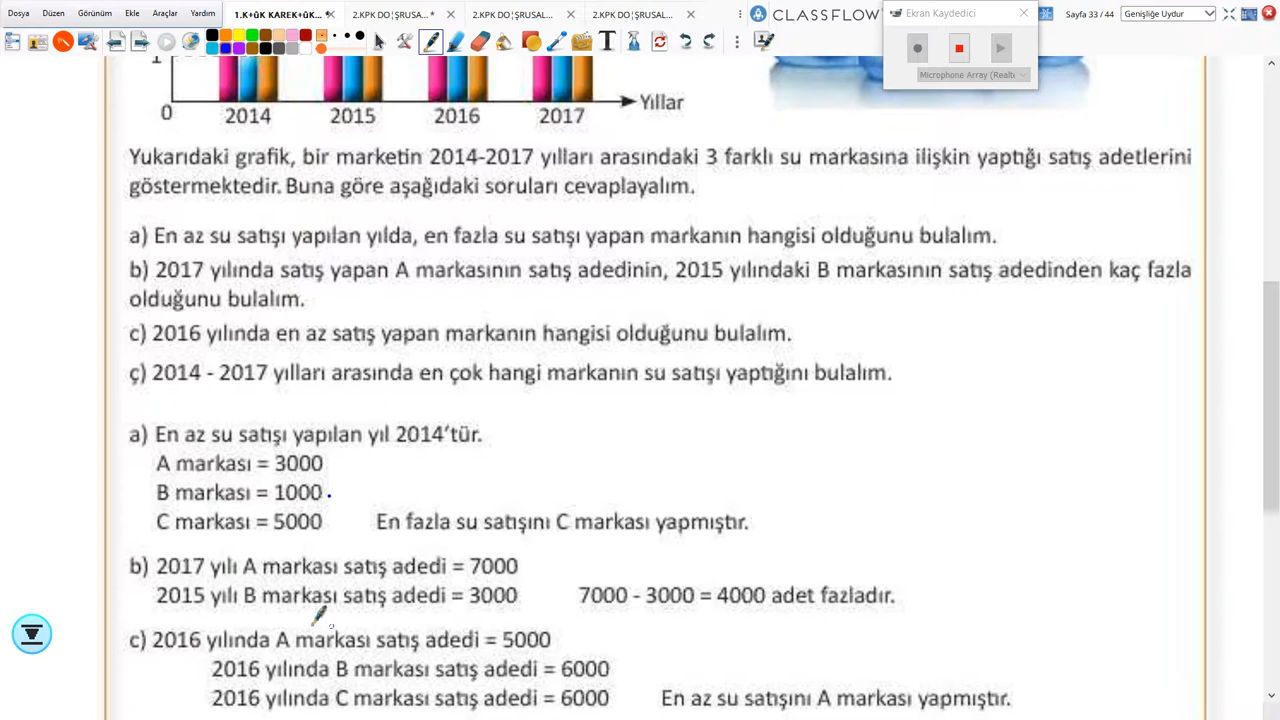 Dosya Düzen Görünüm Ekle Araçlar Yardım
1.K+ûK KAREK+ûK...* 2.KPK DO¦ŞRUSA...* 2.KPK DO¦ŞRUSAL... 2.KPK DO¦ŞRUSAL...
CLASSFLOW
Ekran Kaydedici
Microphone Array (Realte
Sayfa 33 / 44
Genişliğe Uydur
0 2014 2015 2016 2017 Yıllar
Yukarıdaki grafik, bir marketin 2014-2017 yılları arasındaki 3 farklı su markasına ilişkin yaptığı satış adetlerini
göstermektedir. Buna göre aşağıdaki soruları cevaplayalım.
a) En az su satışı yapılan yılda, en fazla su satışı yapan markanın hangisi olduğunu bulalım.
b) 2017 yılında satış yapan A markasının satış adedinin, 2015 yılındaki B markasının satış adedinden kaç fazla
olduğunu bulalım.
c) 2016 yılında en az satış yapan markanın hangisi olduğunu bulalım.
ç) 2014 - 2017 yılları arasında en çok hangi markanın su satışı yaptığını bulalım.
a) En az su satışı yapılan yıl 2014'tür.
A markası = 3000
B markası = 1000
C markası = 5000 En fazla su satışını C markası yapmıştır.
b) 2017 yılı A markası satış adedi = 7000
2015 yılı B markası satış adedi = 3000 7000 - 3000 = 4000 adet fazladır.
c) 2016 yılında A markası satış adedi = 5000
2016 yılında B markası satış adedi = 6000
2016 yılında C markası satış adedi = 6000 En az su satışını A markası yapmıştır.